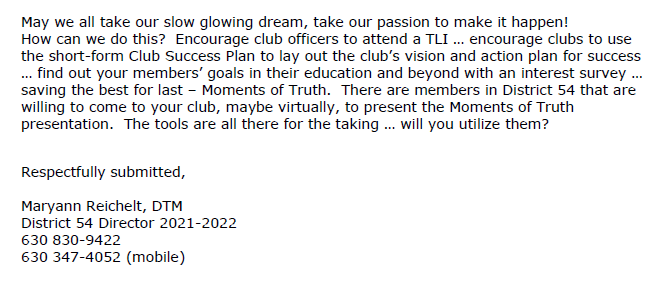 May we all take our slow glowing dream, take our passion to make it happen!
How can we do this?  Encourage club officers to attend a TLI … encourage clubs to use
the short-form Club Success Plan to lay out the club’s vision and action plan for success
… find out your members’ goals in their education and beyond with an interest survey …
saving the best for last – Moments of Truth.  There are members in District 54 that are
willing to come to your club, maybe virtually, to present the Moments of Truth
presentation.  The tools are all there for the taking … will you utilize them?
Respectfully submitted,
Maryann Reichelt, DTM
District 54 Director 2021-2022
630 830-9422
630 347-4052 (mobile)